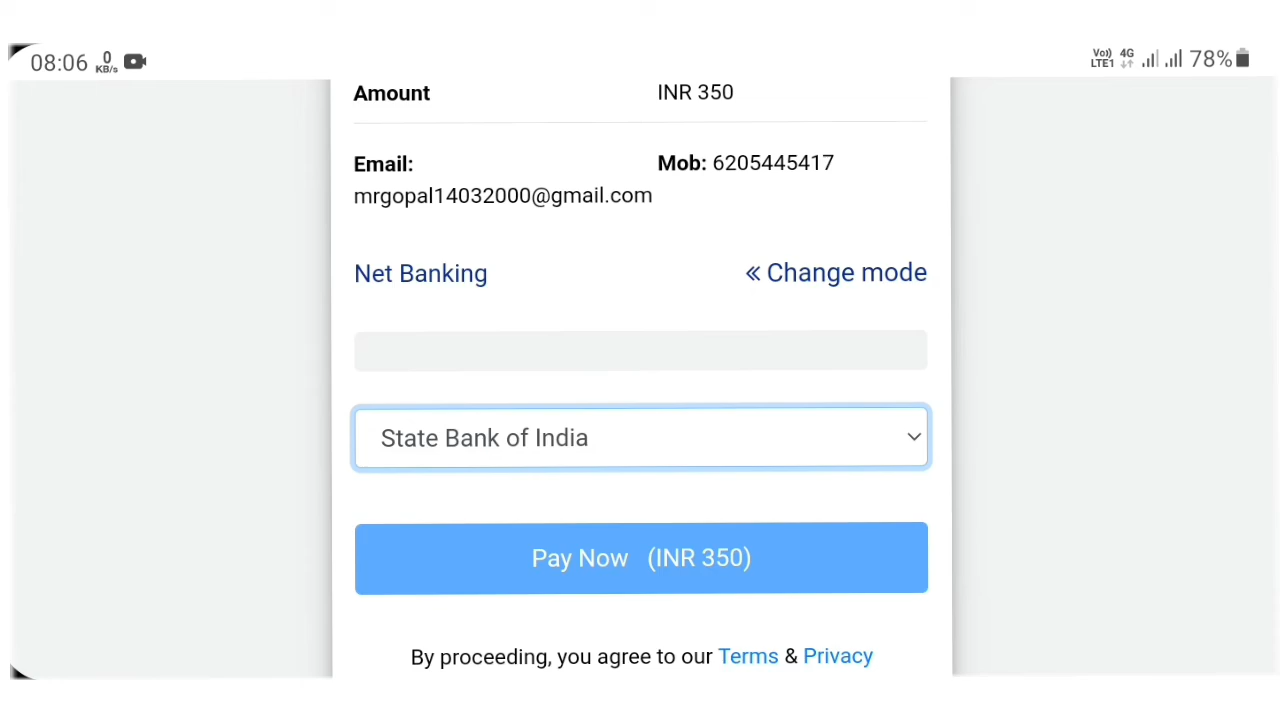 08:06 0 KB/s Vo)) LTE1 4G 78%
Amount INR 350
Email: Mob: 6205445417
mrgopal14032000@gmail.com
Net Banking « Change mode
State Bank of India
Pay Now (INR 350)
By proceeding, you agree to our Terms & Privacy